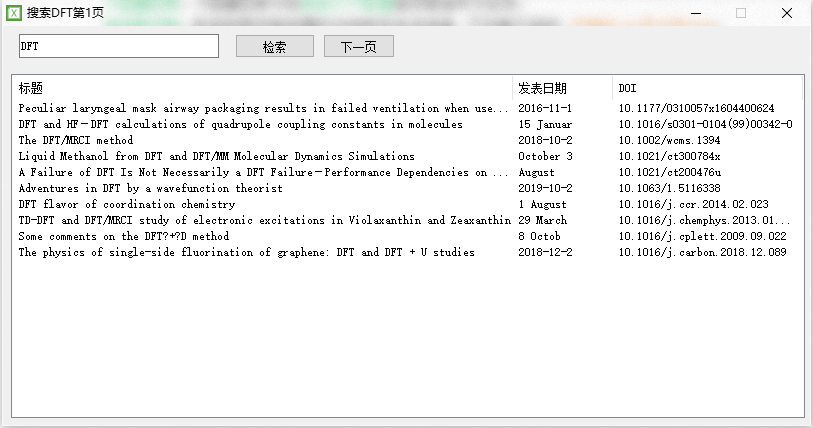 搜索DFT第1页
DFT 检索 下一页
标题 发表日期 DOI
Peculiar laryngeal mask airway packaging results in failed ventilation when use... 2016-11-1 10.1177/0310057x1604400624
DFT and HF−DFT calculations of quadrupole coupling constants in molecules 15 Januar 10.1016/s0301-0104(99)00342-0
The DFT/MRCI method 2018-10-2 10.1002/wcms.1394
Liquid Methanol from DFT and DFT/MM Molecular Dynamics Simulations October 3 10.1021/ct300784x
A Failure of DFT Is Not Necessarily a DFT Failure−Performance Dependencies on ... August 10.1021/ct200476u
Adventures in DFT by a wavefunction theorist 2019-10-2 10.1063/1.5116338
DFT flavor of coordination chemistry 1 August 10.1016/j.ccr.2014.02.023
TD-DFT and DFT/MRCI study of electronic excitations in Violaxanthin and Zeaxanthin 29 March 10.1016/j.chemphys.2013.01...
Some comments on the DFT?+?D method 8 Octob 10.1016/j.cplett.2009.09.022
The physics of single-side fluorination of graphene: DFT and DFT + U studies 2018-12-2 10.1016/j.carbon.2018.12.089